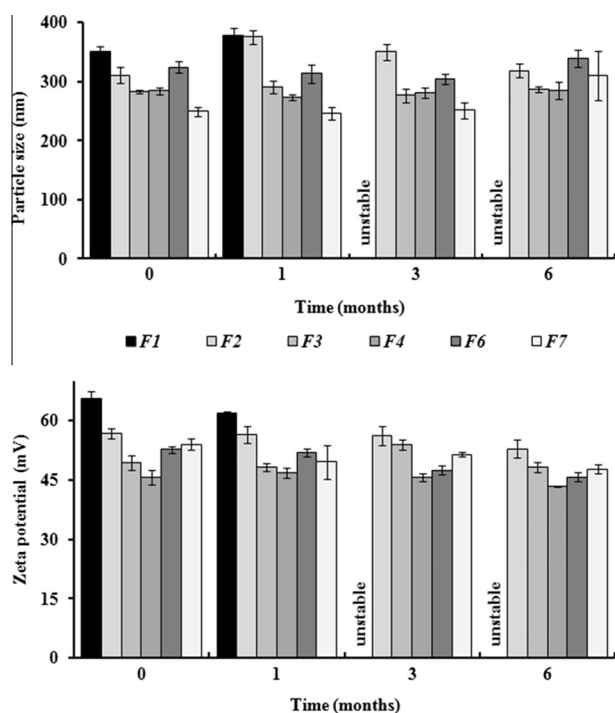 400
300
200
100
0
Particle size (nm)
unstable
unstable
0 1 3 6
Time (months)
F1 F2 F3 F4 F6 F7
60
45
30
15
0
Zeta potential (mV)
unstable
unstable
0 1 3 6
Time (months)